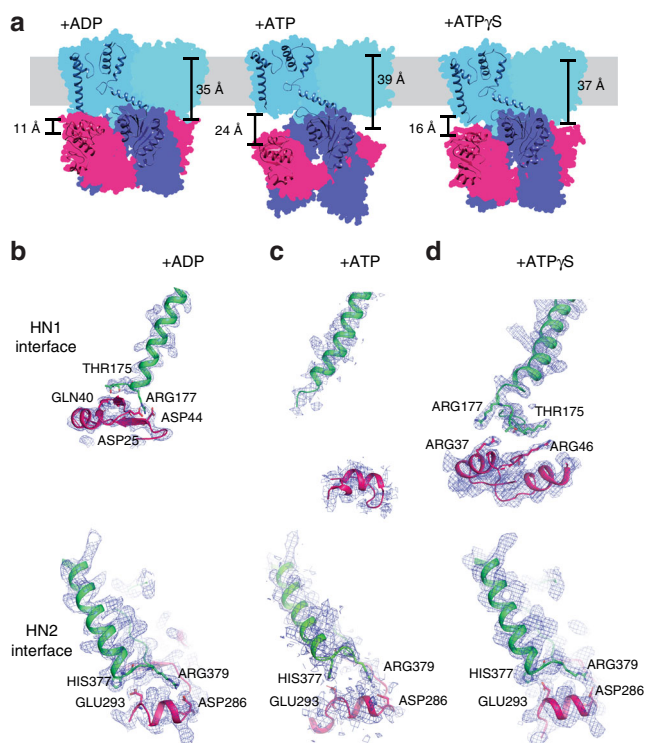 a
+ADP
+ATP
+ATPγS
35 Å
39 Å
37 Å
11 Å
24 Å
16 Å
b
+ADP
c
+ATP
d
+ATPγS
HN1
interface
THR175
GLN40
ARG177
ASP44
ASP25
ARG177
THR175
ARG37
ARG46
HN2
interface
HIS377
ARG379
GLU293
ASP286
HIS377
ARG379
GLU293
ASP286
HIS377
ARG379
GLU293
ASP286